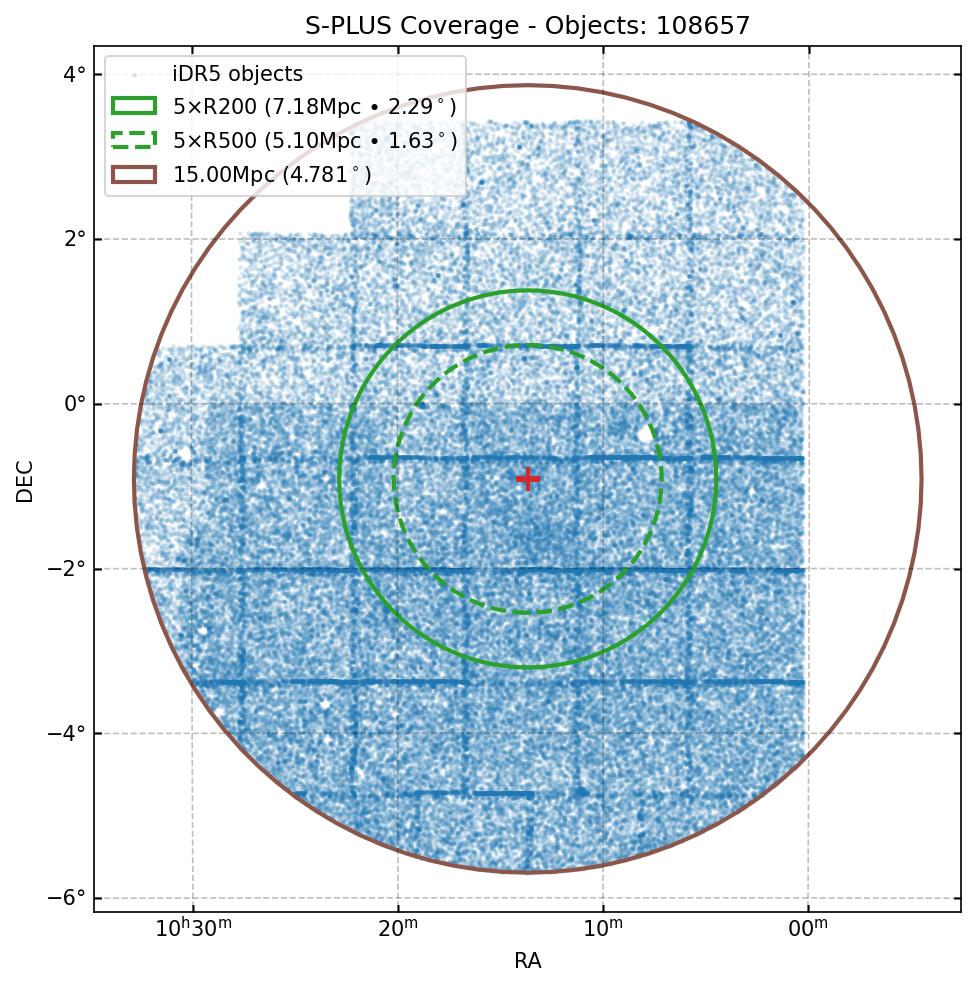 S-PLUS Coverage - Objects: 108657
iDR5 objects
5×R200 (7.18Mpc • 2.29°)
5×R500 (5.10Mpc • 1.63°)
15.00Mpc (4.781°)
4°
2°
0°
−2°
−4°
−6°
DEC
10ʰ30ᵐ 20ᵐ 10ᵐ 00ᵐ
RA